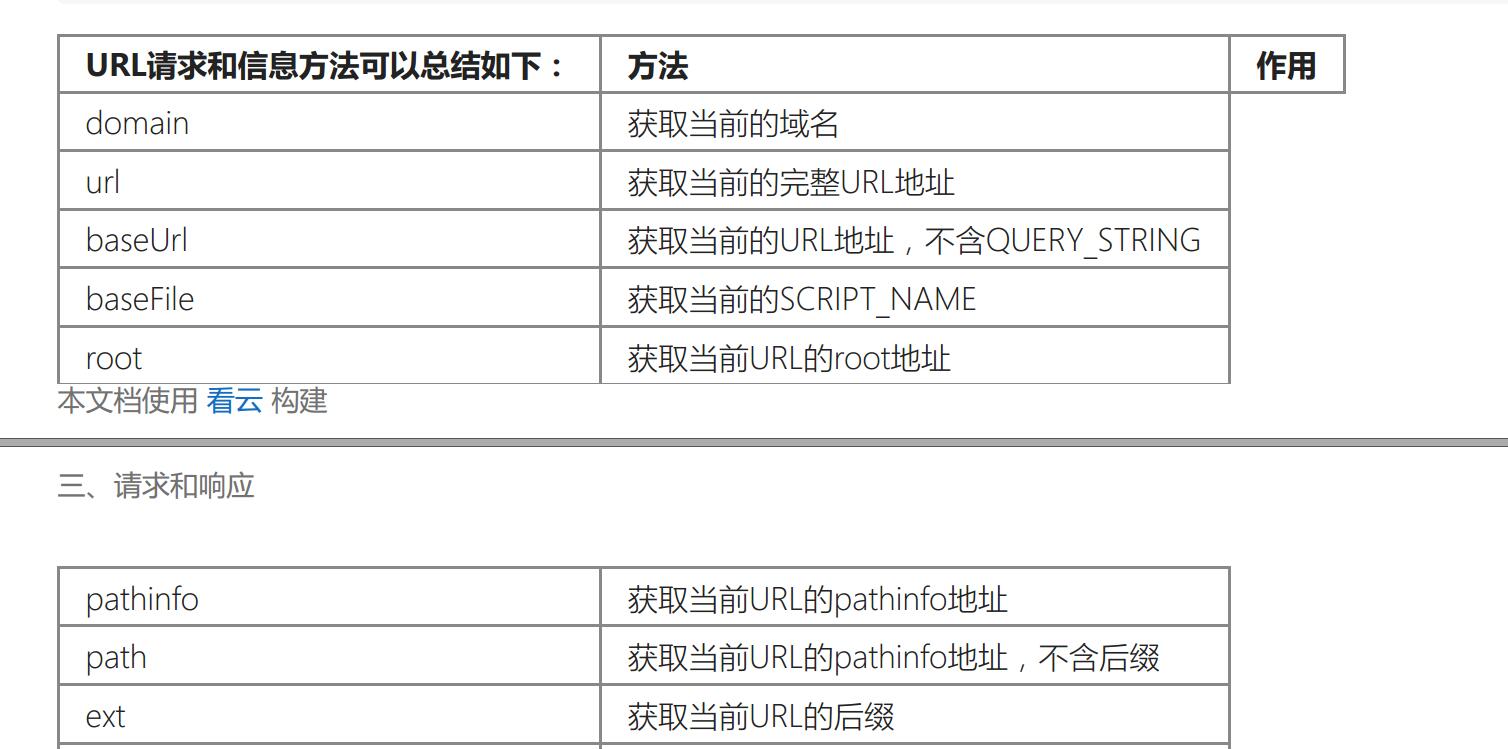 URL请求和信息方法可以总结如下： 方法 作用
domain 获取当前的域名
url 获取当前的完整URL地址
baseUrl 获取当前的URL地址，不含QUERY_STRING
baseFile 获取当前的SCRIPT_NAME
root 获取当前URL的root地址
本文档使用 看云 构建
三、请求和响应
pathinfo 获取当前URL的pathinfo地址
path 获取当前URL的pathinfo地址，不含后缀
ext 获取当前URL的后缀